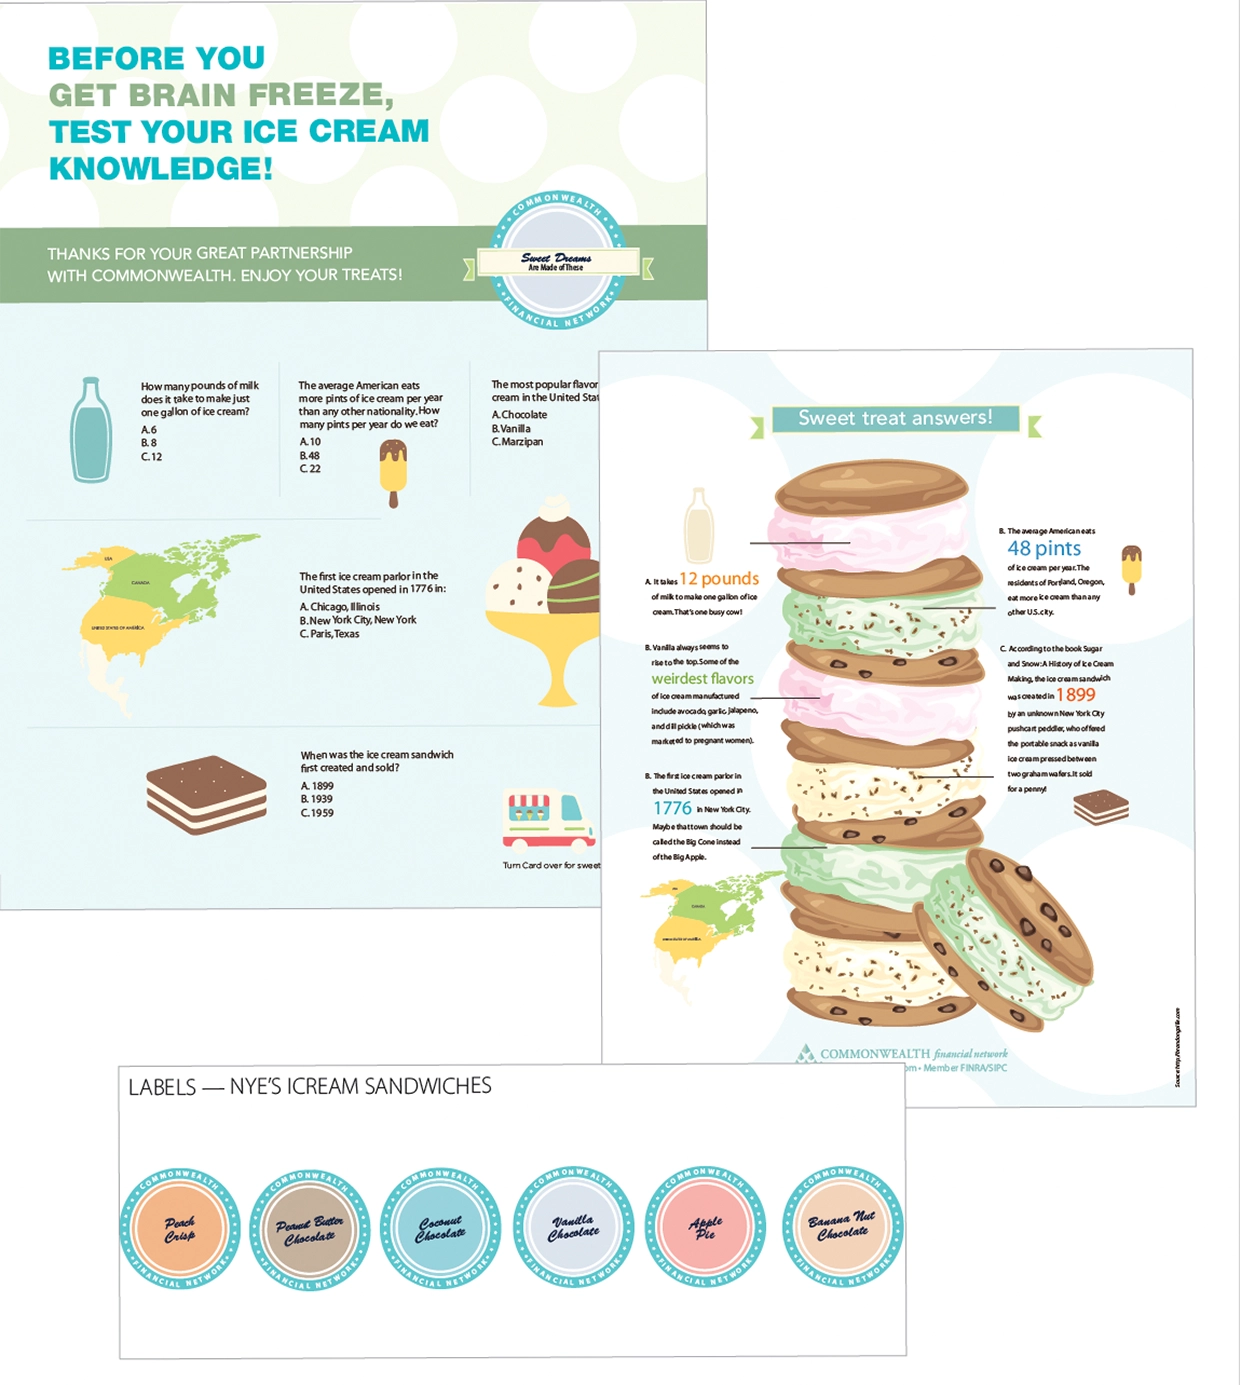 BEFORE YOU
GET BRAIN FREEZE,
TEST YOUR ICE CREAM
KNOWLEDGE!
THANKS FOR YOUR GREAT PARTNERSHIP
WITH COMMONWEALTH. ENJOY YOUR TREATS!
COMMONWEALTH
Sweet Dreams
Are Made of These
FINANCIAL NETWORK
How many pounds of milk
does it take to make just
one gallon of ice cream?
A. 6
B. 8
C. 12
The average American eats
more pints of ice cream per year
than any other nationality. How
many pints per year do we eat?
A. 10
B. 48
C. 22
The most popular flavor
cream in the United Sta
A. Chocolate
B. Vanilla
C. Marzipan
USA
CANADA
UNITED STATES OF AMERICA
The first ice cream parlor in the
United States opened in 1776 in:
A. Chicago, Illinois
B. New York City, New York
C. Paris, Texas
When was the ice cream sandwich
first created and sold?
A. 1899
B. 1939
C. 1959
Turn Card over for sweet
Sweet treat answers!
A. It takes 12 pounds
of milk to make one gallon of ice
cream. That's one busy cow!
B. Vanilla always seems to
rise to the top. Some of the
weirdest flavors
of ice cream manufactured
include avocado, garlic, jalapeno,
and dill pickle (which was
marketed to pregnant women).
B. The first ice cream parlor in
the United States opened in
1776 in New York City.
Maybe that town should be
called the Big Cone instead
of the Big Apple.
B. The average American eats
48 pints
of ice cream per year. The
residents of Portland, Oregon,
eat more ice cream than any
other U.S. city.
C. According to the book Sugar
and Snow: A History of Ice Cream
Making, the ice cream sandwich
was created in 1899
by an unknown New York City
pushcart peddler, who offered
the portable snack as vanilla
ice cream pressed between
two graham wafers. It sold
for a penny!
CANADA
UNITED STATES OF AMERICA
COMMONWEALTH financial network
om • Member FINRA/SIPC
LABELS — NYE'S ICREAM SANDWICHES
COMMONWEALTH
Peach
Crisp
FINANCIAL NETWORK
COMMONWEALTH
Peanut Butter
Chocolate
FINANCIAL NETWORK
COMMONWEALTH
Coconut
Chocolate
FINANCIAL NETWORK
COMMONWEALTH
Vanilla
Chocolate
FINANCIAL NETWORK
COMMONWEALTH
Apple
Pie
FINANCIAL NETWORK
COMMONWEALTH
Banana Nut
Chocolate
FINANCIAL NETWORK